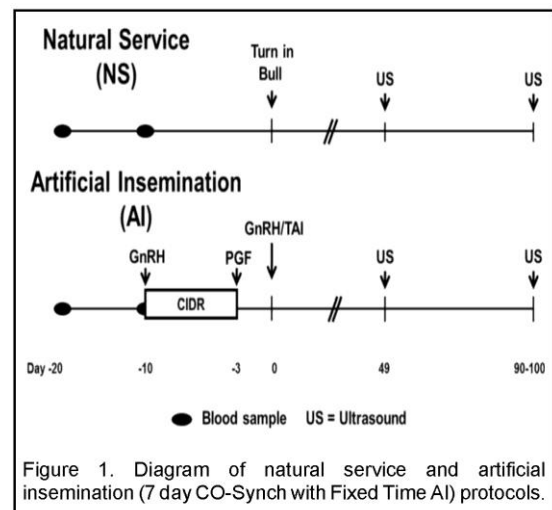 Natural Service
(NS)
Turn in
Bull
US
US
Artificial Insemination
(AI)
GnRH/TAI
GnRH
PGF
US
US
CIDR
Day -20
-10
-3
0
49
90-100
Blood sample US = Ultrasound
Figure 1. Diagram of natural service and artificial
insemination (7 day CO-Synch with Fixed Time AI) protocols.